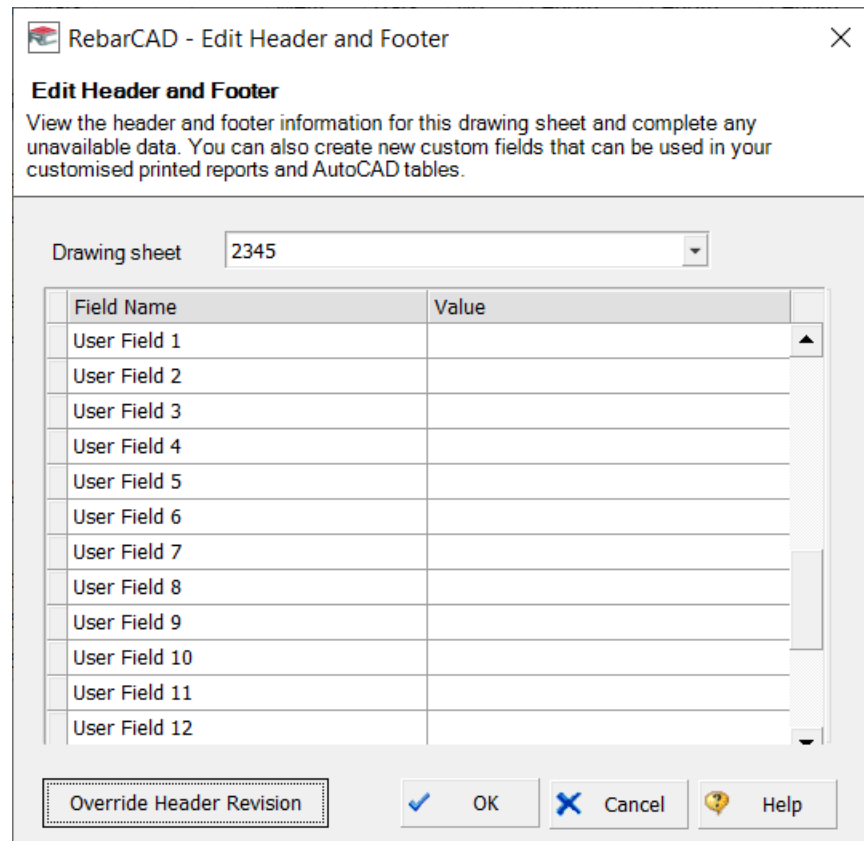 RebarCAD - Edit Header and Footer
Edit Header and Footer
View the header and footer information for this drawing sheet and complete any
unavailable data. You can also create new custom fields that can be used in your
customised printed reports and AutoCAD tables.
Drawing sheet 2345
Field Name Value
User Field 1
User Field 2
User Field 3
User Field 4
User Field 5
User Field 6
User Field 7
User Field 8
User Field 9
User Field 10
User Field 11
User Field 12
Override Header Revision OK Cancel Help